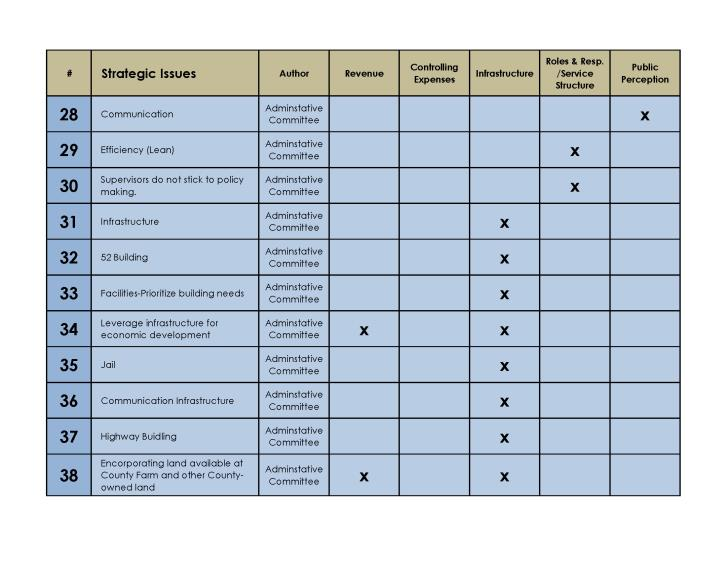 # Strategic Issues Author Revenue Controlling Expenses Infrastructure Roles & Resp. /Service Structure Public Perception
28 Communication Adminstative Committee x
29 Efficiency (Lean) Adminstative Committee x
30 Supervisors do not stick to policy making. Adminstative Committee x
31 Infrastructure Adminstative Committee x
32 52 Building Adminstative Committee x
33 Facilities-Prioritize building needs Adminstative Committee x
34 Leverage infrastructure for economic development Adminstative Committee x x
35 Jail Adminstative Committee x
36 Communication Infrastructure Adminstative Committee x
37 Highway Buidling Adminstative Committee x
38 Encorporating land available at County Farm and other County-owned land Adminstative Committee x x